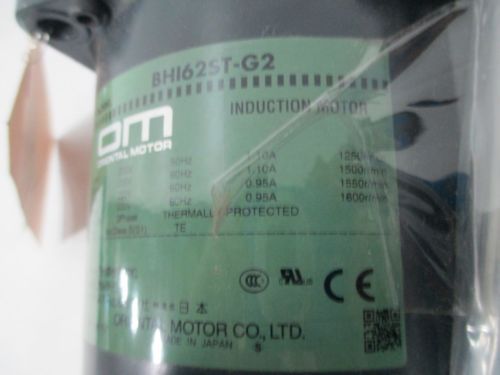 BHI62ST-G2
INDUCTION MOTOR
OM
ORIENTAL MOTOR
50Hz 1.10A 1250r/min
60Hz 1.10A 1500r/min
60Hz 0.95A 1550r/min
60Hz 0.95A 1600r/min
3Phase THERMALLY PROTECTED
TE
日本
ORIENTAL MOTOR CO., LTD.
MADE IN JAPAN S